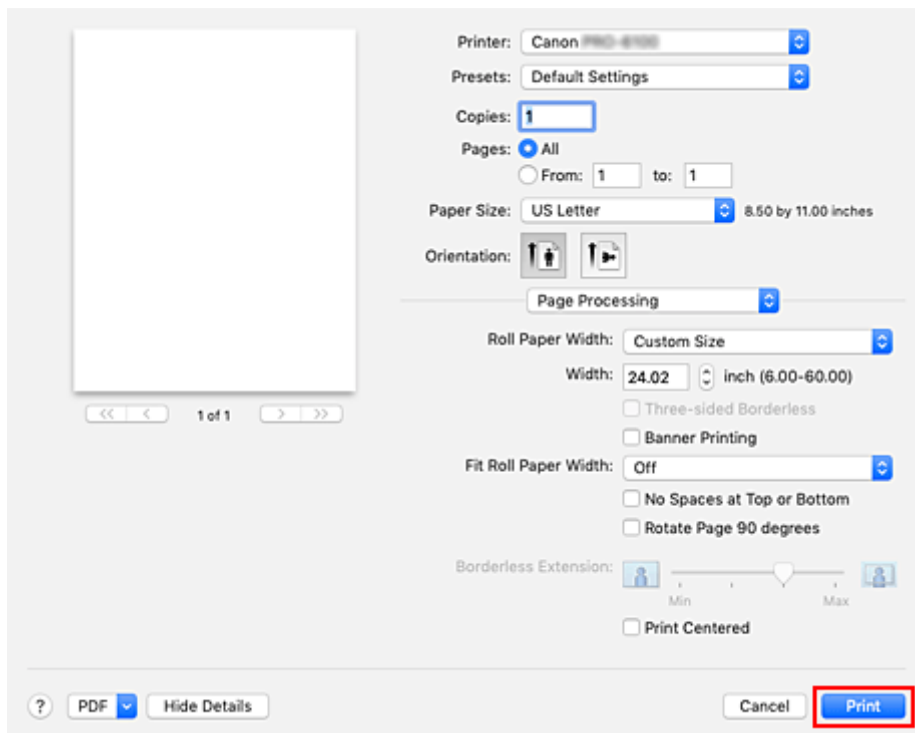 Printer: Canon
Presets: Default Settings
Copies: 1
Pages: All
From: 1 to: 1
Paper Size: US Letter 8.50 by 11.00 inches
Orientation:
Page Processing
Roll Paper Width: Custom Size
Width: 24.02 inch (6.00-60.00)
Three-sided Borderless
Banner Printing
Fit Roll Paper Width: Off
No Spaces at Top or Bottom
Rotate Page 90 degrees
Borderless Extension:
Min Max
Print Centered
<< < 1 of 1 > >>
? PDF Hide Details Cancel Print